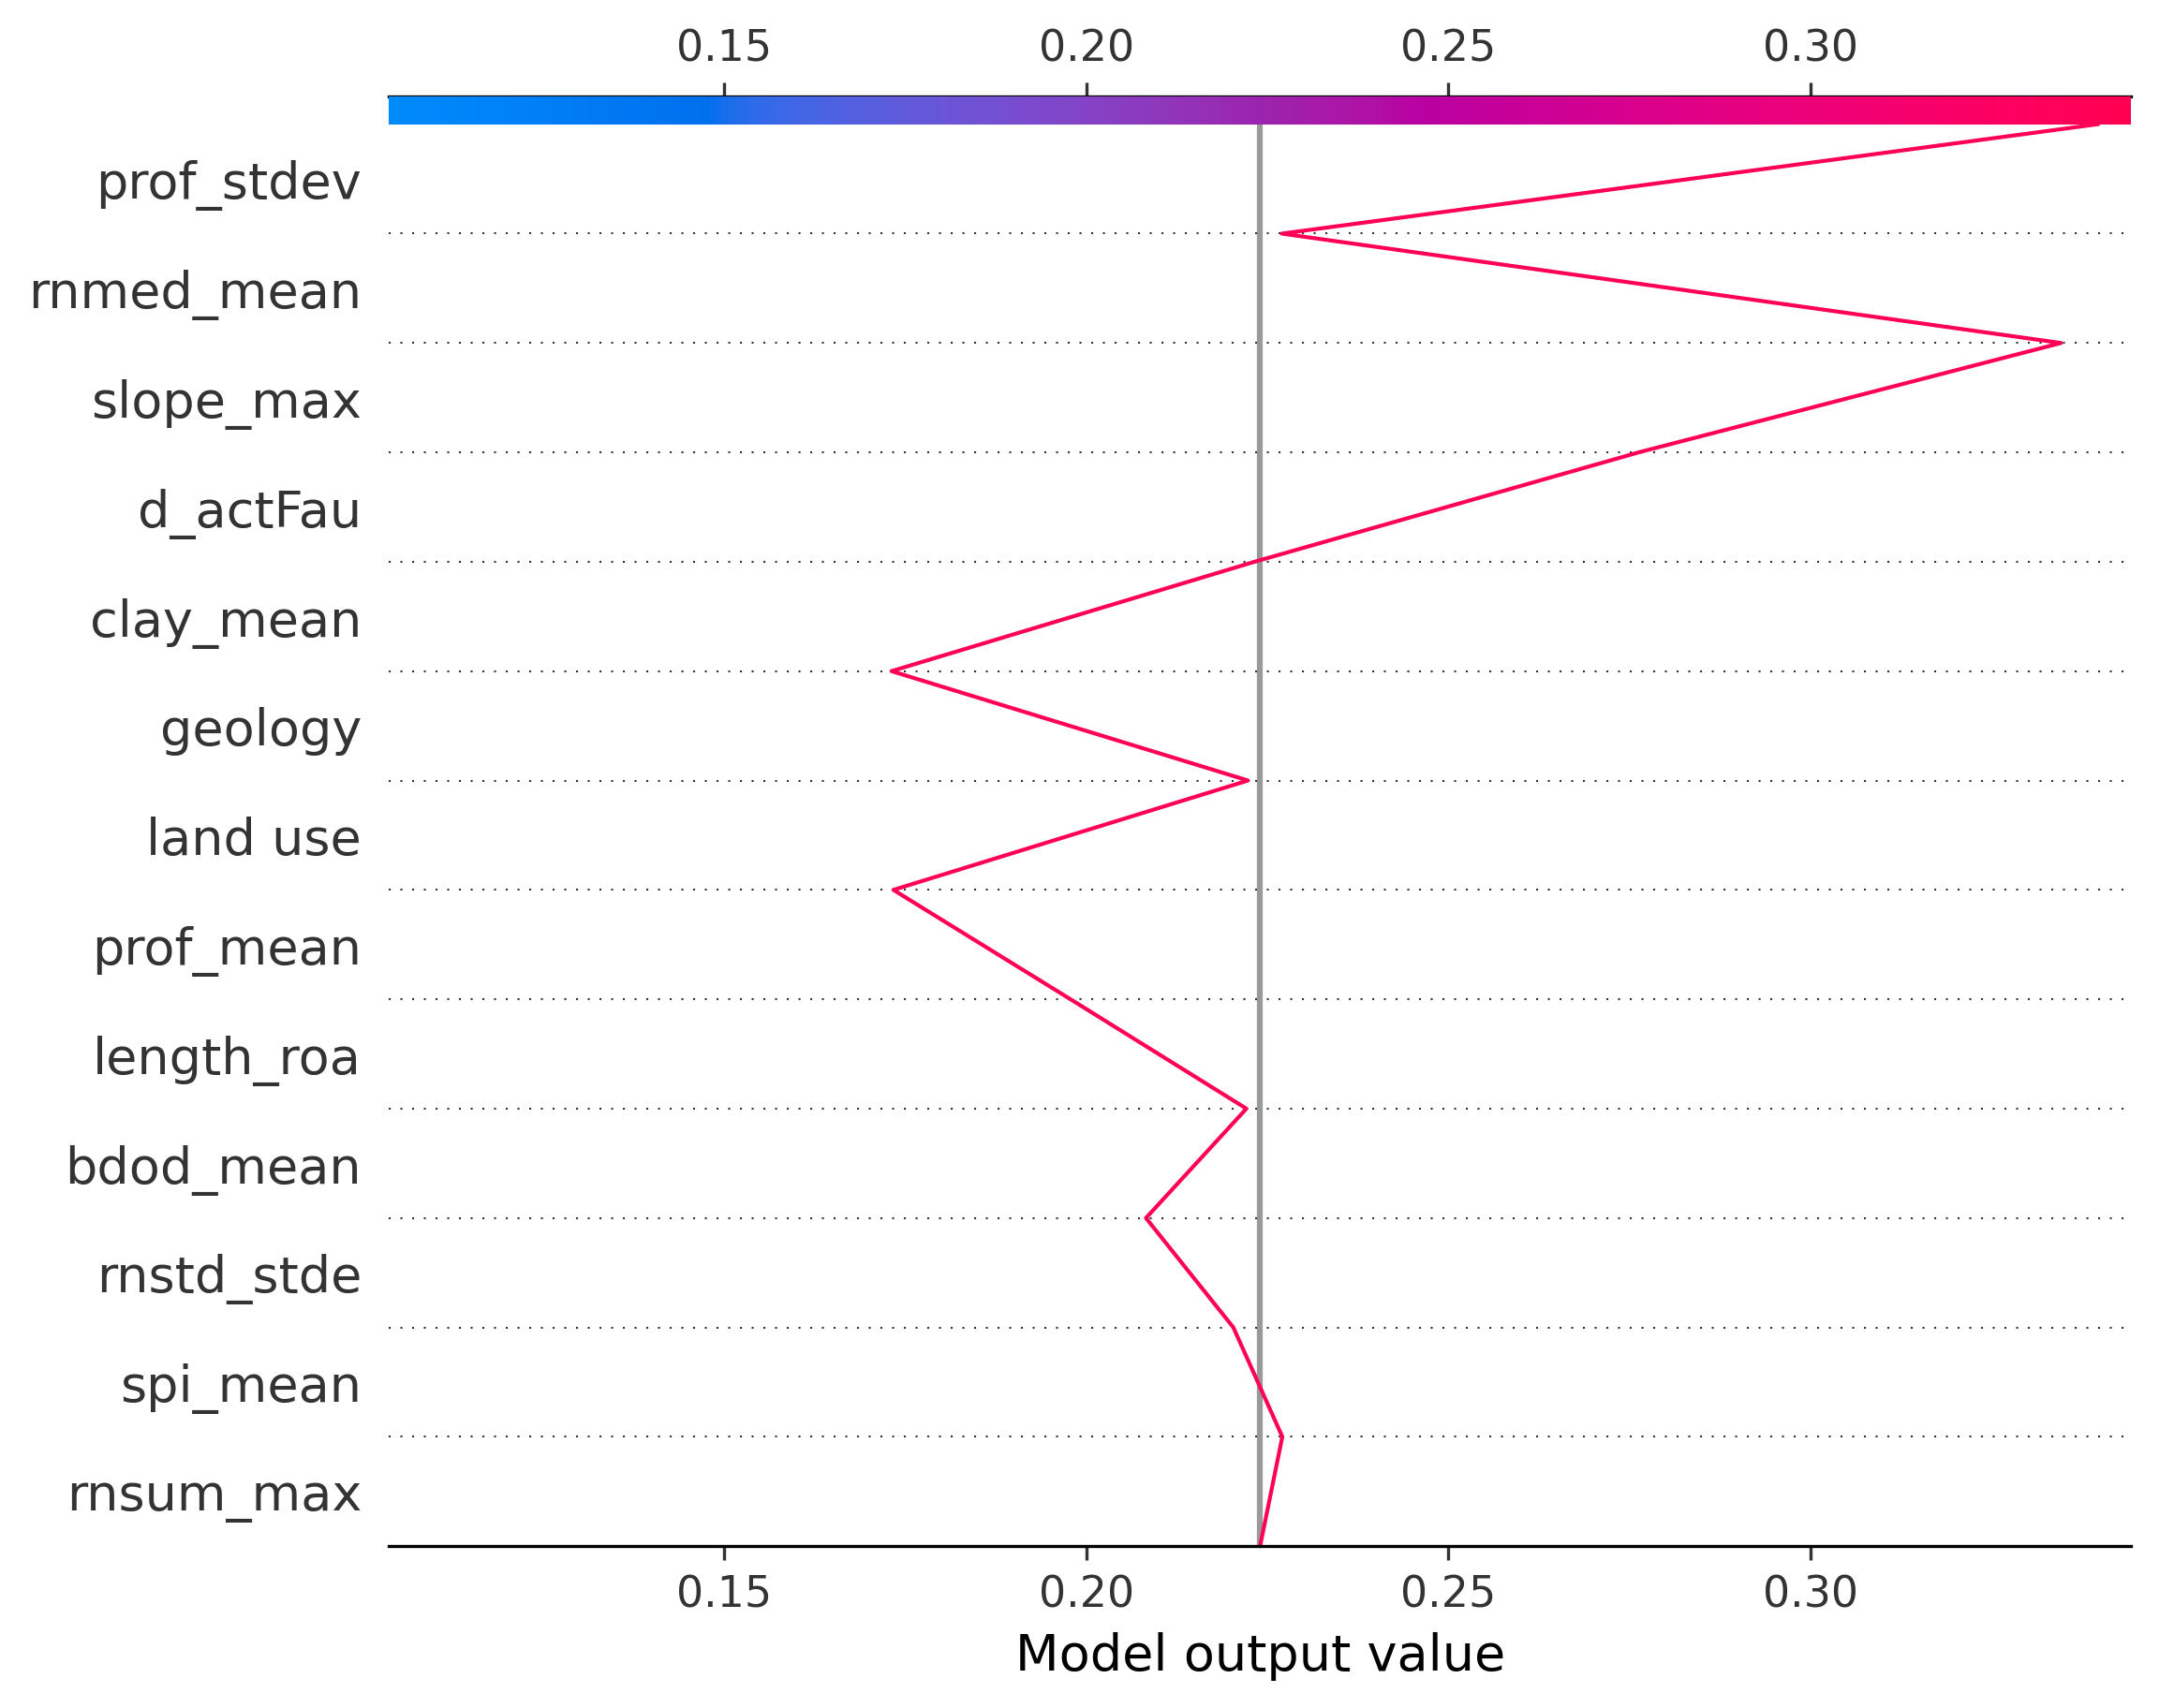 0.15 0.20 0.25 0.30
prof_stdev
rnmed_mean
slope_max
d_actFau
clay_mean
geology
land use
prof_mean
length_roa
bdod_mean
rnstd_stde
spi_mean
rnsum_max
0.15 0.20 0.25 0.30
Model output value